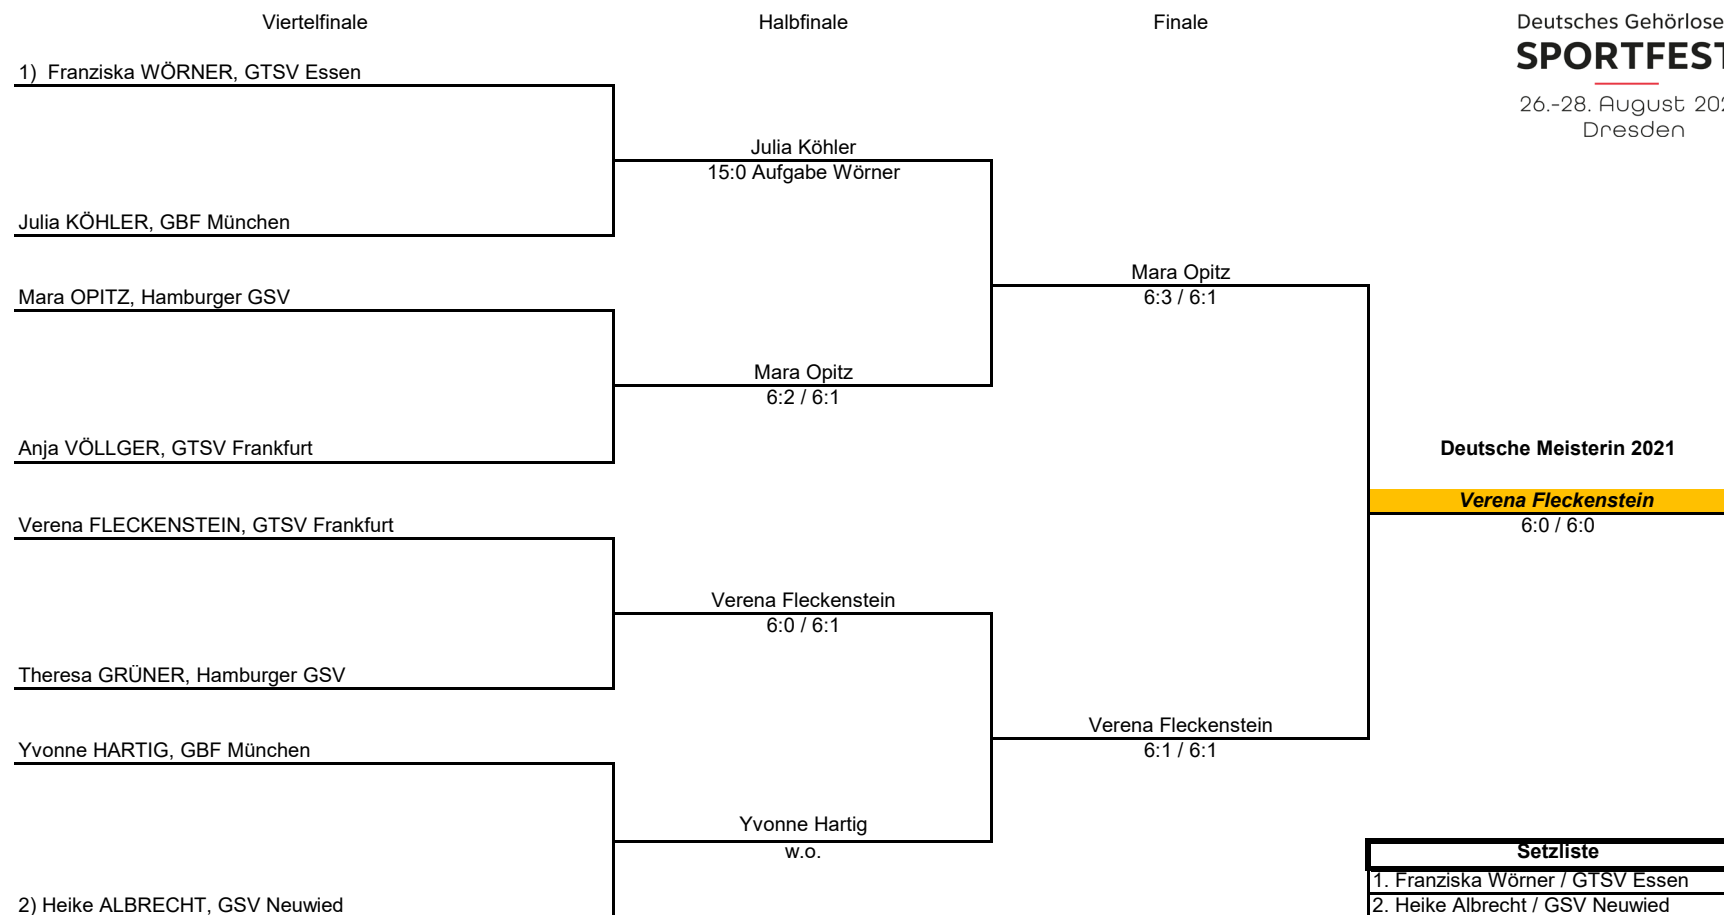 Viertelfinale
Halbfinale
Finale
Deutsches Gehörlose
SPORTFEST
26.-28. August 202
Dresden
1) Franziska WÖRNER, GTSV Essen
Julia Köhler
15:0 Aufgabe Wörner
Julia KÖHLER, GBF München
Mara OPITZ, Hamburger GSV
Mara Opitz
6:3 / 6:1
Mara Opitz
6:2 / 6:1
Anja VÖLLGER, GTSV Frankfurt
Deutsche Meisterin 2021
Verena Fleckenstein
6:0 / 6:0
Verena FLECKENSTEIN, GTSV Frankfurt
Verena Fleckenstein
6:0 / 6:1
Theresa GRÜNER, Hamburger GSV
Verena Fleckenstein
6:1 / 6:1
Yvonne HARTIG, GBF München
Yvonne Hartig
w.o.
2) Heike ALBRECHT, GSV Neuwied
Setzliste
1. Franziska Wörner / GTSV Essen
2. Heike Albrecht / GSV Neuwied